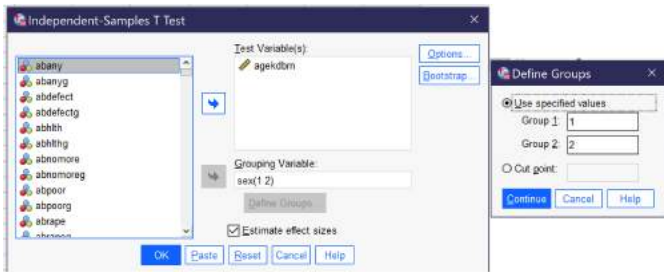 Independent-Samples T Test
abany
abanyg
abdefect
abdefectg
abhlth
abhlthg
abnomore
abnomoreg
abpoor
abpoorg
abrape
Test Variable(s):
agekdbrn
Options...
Bootstrap...
Grouping Variable:
sex(1 2)
Define Groups...
Estimate effect sizes
OK
Paste
Reset
Cancel
Help
Define Groups
Use specified values
Group 1: 1
Group 2: 2
Cut point:
Continue
Cancel
Help